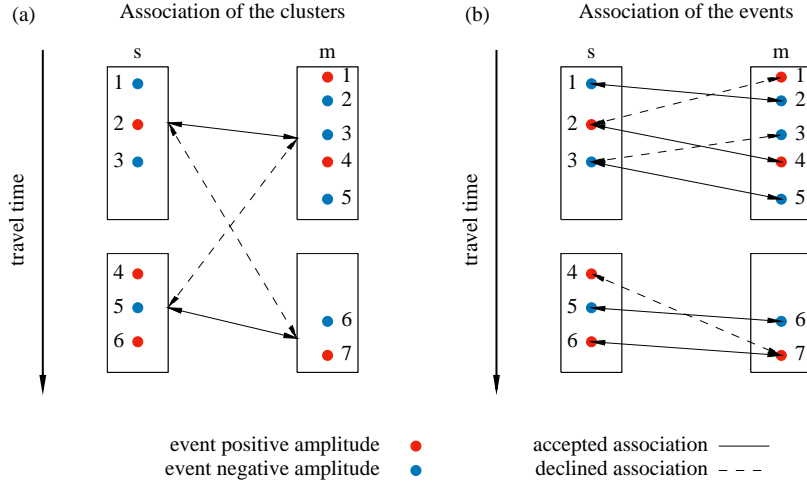 (a) Association of the clusters
(b) Association of the events
s m
s m
travel time
1
2
3
4
5
6
1
2
3
4
5
6
7
travel time
1
2
3
4
5
6
1
2
3
4
5
6
7
event positive amplitude
event negative amplitude
accepted association
declined association